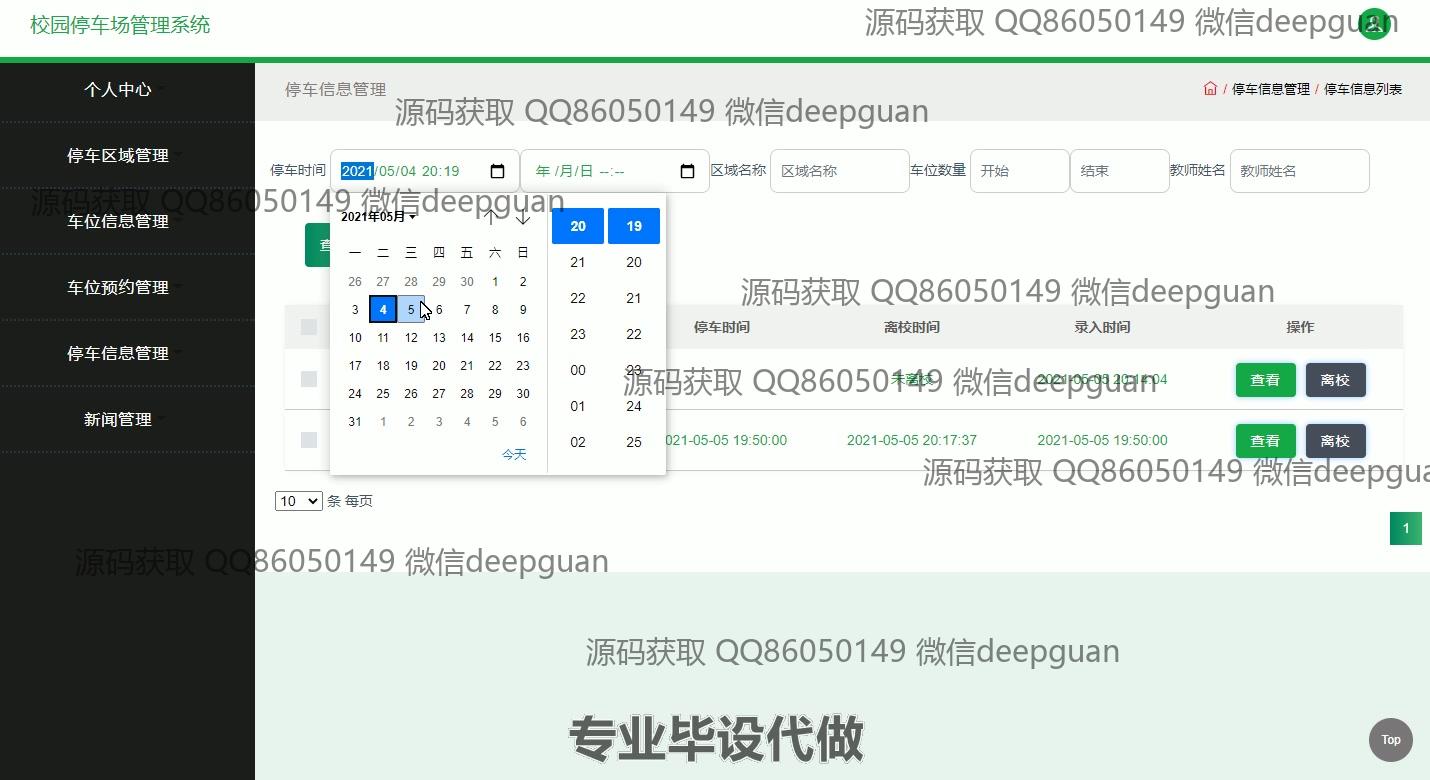 校园停车场管理系统
源码获取 QQ86050149 微信deepguan
个人中心
停车区域管理
车位信息管理
车位预约管理
停车信息管理
新闻管理
停车信息管理
/ 停车信息管理 / 停车信息列表
源码获取 QQ86050149 微信deepguan
停车时间 2021/05/04 20:19 年/月/日 --:-- 区域名称 区域名称 车位数量 开始 结束 教师姓名 教师姓名
源码获取 QQ86050149 微信deepguan
2021年05月
一 二 三 四 五 六 日
26 27 28 29 30 1 2
3 4 5 6 7 8 9
10 11 12 13 14 15 16
17 18 19 20 21 22 23
24 25 26 27 28 29 30
31 1 2 3 4 5 6
今天
20 19
21 20
22 21
23 22
00 23
01 24
02 25
源码获取 QQ86050149 微信deepguan
停车时间 离校时间 录入时间 操作
未离校 2021-05-05 20:14:04 查看 离校
源码获取 QQ86050149 微信deepguan
021-05-05 19:50:00 2021-05-05 20:17:37 2021-05-05 19:50:00 查看 离校
源码获取 QQ86050149 微信deepgua
10 条 每页
1
源码获取 QQ86050149 微信deepguan
源码获取 QQ86050149 微信deepguan
专业毕设代做
Top